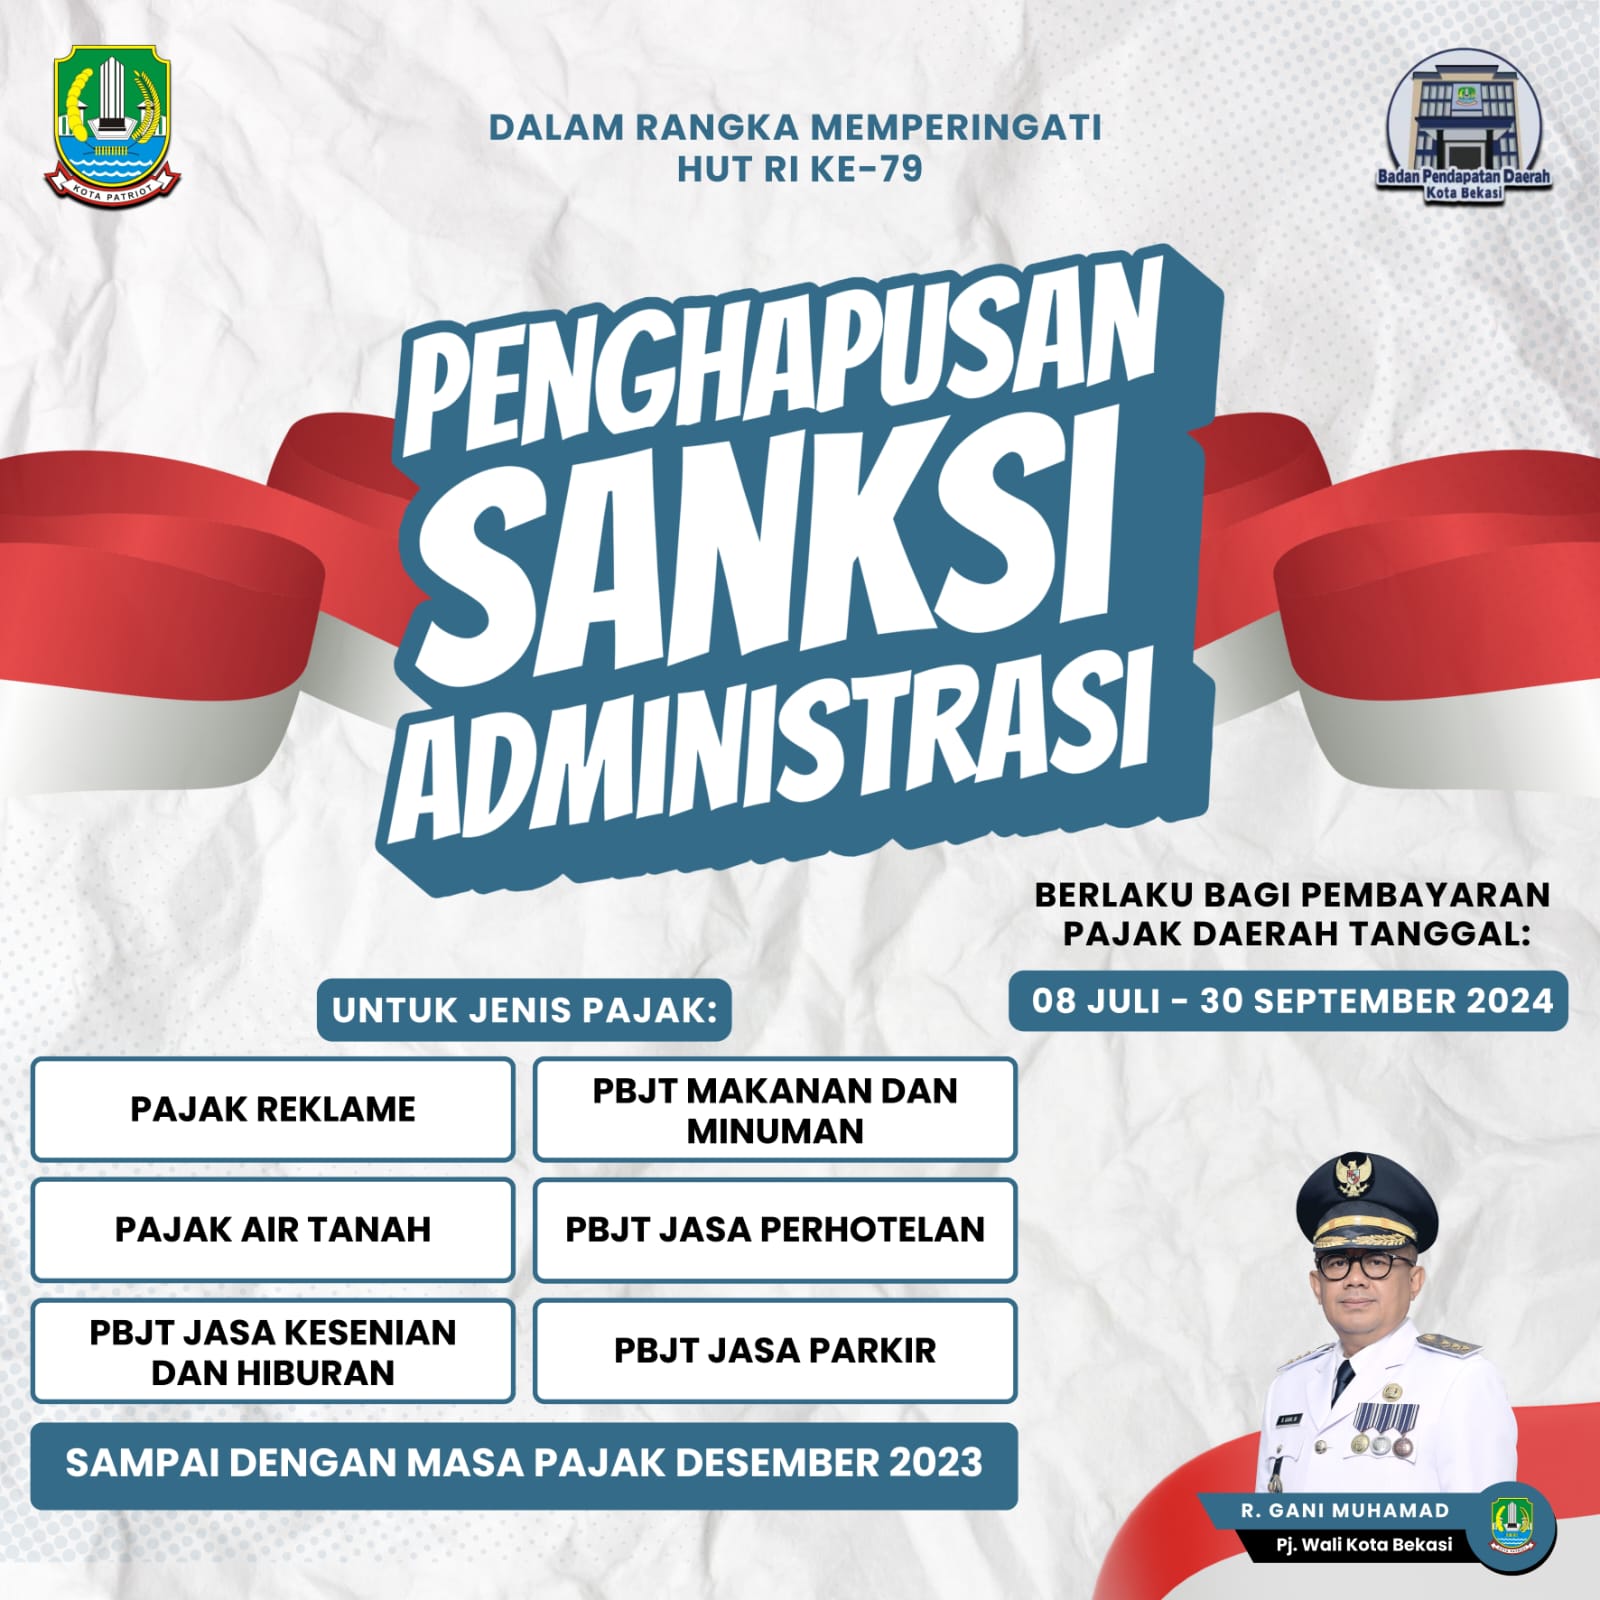 KOTA PATRIOT
DALAM RANGKA MEMPERINGATI
HUT RI KE-79
Badan Pendapatan Daerah
Kota Bekasi
PENGHAPUSAN
SANKSI
ADMINISTRASI
BERLAKU BAGI PEMBAYARAN
PAJAK DAERAH TANGGAL:
08 JULI - 30 SEPTEMBER 2024
UNTUK JENIS PAJAK:
PAJAK REKLAME
PBJT MAKANAN DAN
MINUMAN
PAJAK AIR TANAH
PBJT JASA PERHOTELAN
PBJT JASA KESENIAN
DAN HIBURAN
PBJT JASA PARKIR
SAMPAI DENGAN MASA PAJAK DESEMBER 2023
R. GANI MUHAMAD
Pj. Wali Kota Bekasi
KOTA PATRIOT